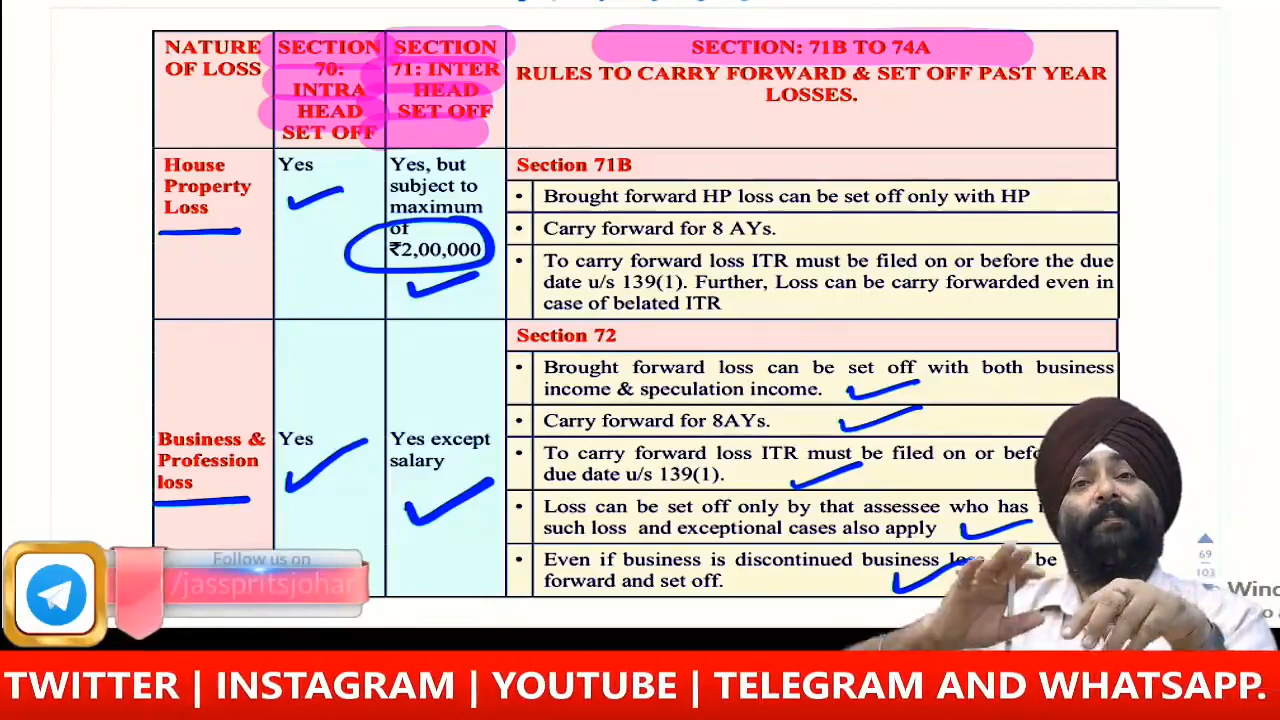 NATURE
OF LOSS
SECTION
70:
INTRA
HEAD
SET OFF
SECTION
71: INTER
HEAD
SET OFF
SECTION: 71B TO 74A
RULES TO CARRY FORWARD & SET OFF PAST YEAR
LOSSES.
House
Property
Loss
Yes
Yes, but
subject to
maximum
of
₹2,00,000
Section 71B
• Brought forward HP loss can be set off only with HP
• Carry forward for 8 AYs.
• To carry forward loss ITR must be filed on or before the due
date u/s 139(1). Further, Loss can be carry forwarded even in
case of belated ITR
Business &
Profession
loss
Yes
Yes except
salary
Section 72
• Brought forward loss can be set off with both business
income & speculation income.
• Carry forward for 8AYs.
• To carry forward loss ITR must be filed on or
due date u/s 139(1).
• Loss can be set off only by that assessee who has
such loss and exceptional cases also apply
• Even if business is discontinued business be
forward and set off.
Follow us on
/jasspritsjohar
69
103
TWITTER | INSTAGRAM | YOUTUBE | TELEGRAM AND WHATSAPP.